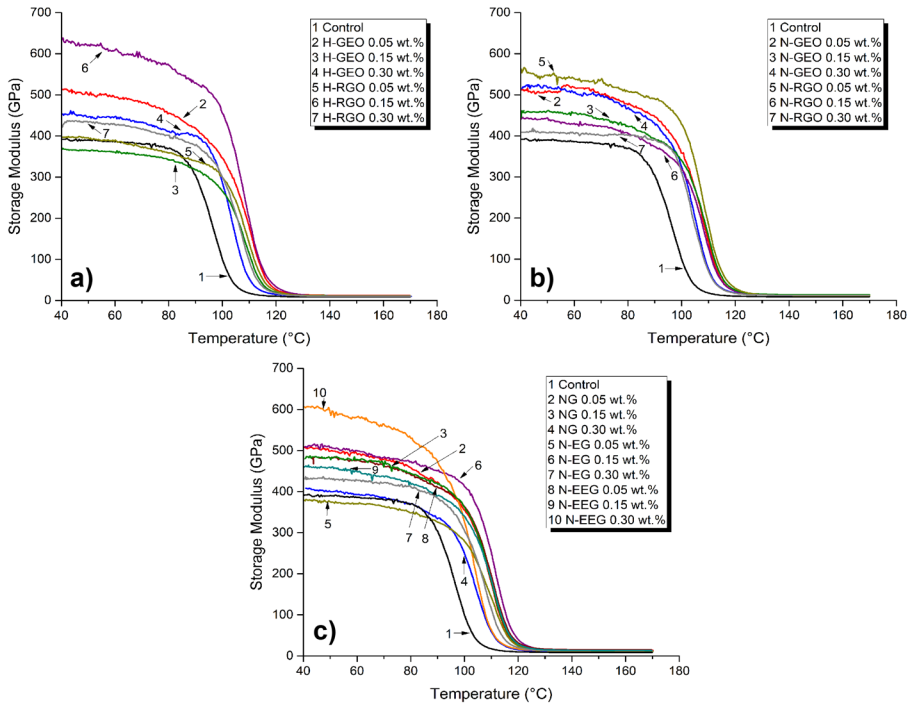 700
600
500
400
300
200
100
0
Storage Modulus (GPa)
1 Control
2 H-GEO 0.05 wt.%
3 H-GEO 0.15 wt.%
4 H-GEO 0.30 wt.%
5 H-RGO 0.05 wt.%
6 H-RGO 0.15 wt.%
7 H-RGO 0.30 wt.%
6
2
4
7
5
3
1
a)
40 60 80 100 120 140 160 180
Temperature (°C)
700
600
500
400
300
200
100
0
Storage Modulus (GPa)
1 Control
2 N-GEO 0.05 wt.%
3 N-GEO 0.15 wt.%
4 N-GEO 0.30 wt.%
5 N-RGO 0.05 wt.%
6 N-RGO 0.15 wt.%
7 N-RGO 0.30 wt.%
5
2
3
4
7
6
1
b)
40 60 80 100 120 140 160 180
Temperature (°C)
700
600
500
400
300
200
100
0
Storage Modulus (GPa)
1 Control
2 NG 0.05 wt.%
3 NG 0.15 wt.%
4 NG 0.30 wt.%
5 N-EG 0.05 wt.%
6 N-EG 0.15 wt.%
7 N-EG 0.30 wt.%
8 N-EEG 0.05 wt.%
9 N-EEG 0.15 wt.%
10 N-EEG 0.30 wt.%
10
3
2
9
6
5
7
8
4
1
c)
40 60 80 100 120 140 160 180
Temperature (°C)